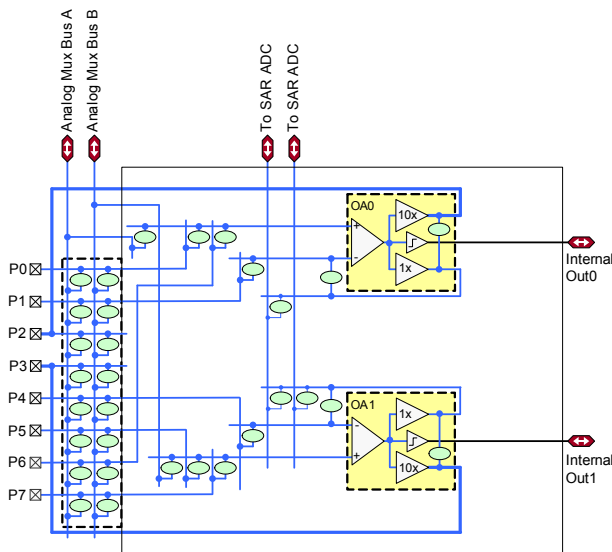 Analog Mux Bus A
Analog Mux Bus B
To SAR ADC
To SAR ADC
OA0
+
10x
-
1x
Internal
Out0
P0
P1
P2
P3
P4
P5
P6
P7
OA1
1x
-
+
10x
Internal
Out1